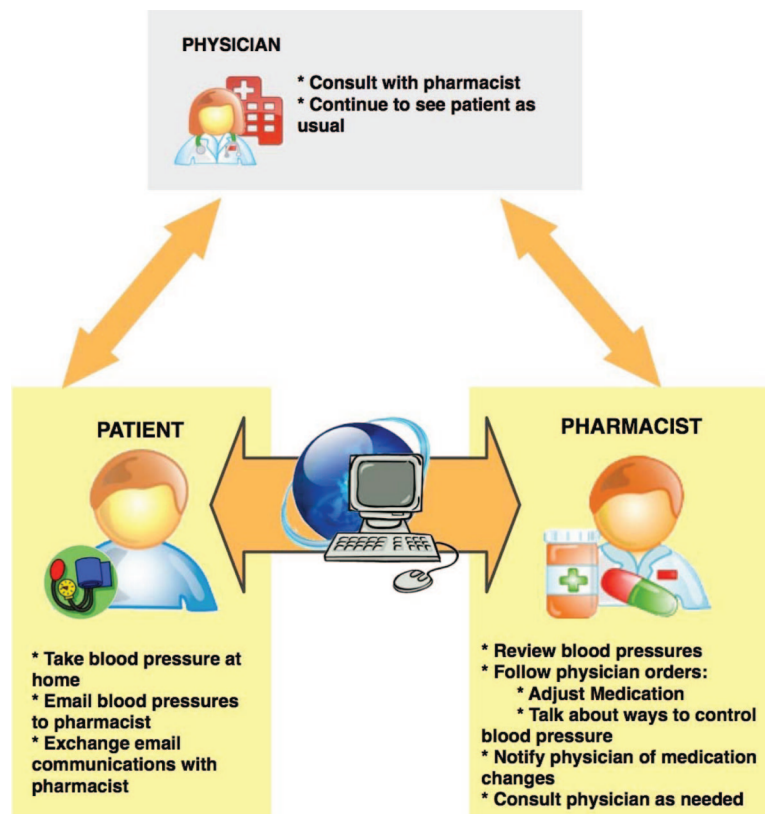 PHYSICIAN
* Consult with pharmacist
* Continue to see patient as
usual
PATIENT
* Take blood pressure at
home
* Email blood pressures
to pharmacist
* Exchange email
communications with
pharmacist
PHARMACIST
* Review blood pressures
* Follow physician orders:
* Adjust Medication
* Talk about ways to control
blood pressure
* Notify physician of medication
changes
* Consult physician as needed